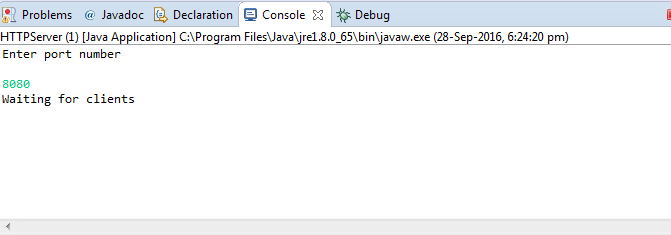 Problems @ Javadoc Declaration Console Debug
HTTPServer (1) [Java Application] C:\Program Files\Java\jre1.8.0_65\bin\javaw.exe (28-Sep-2016, 6:24:20 pm)
Enter port number
8080
Waiting for clients